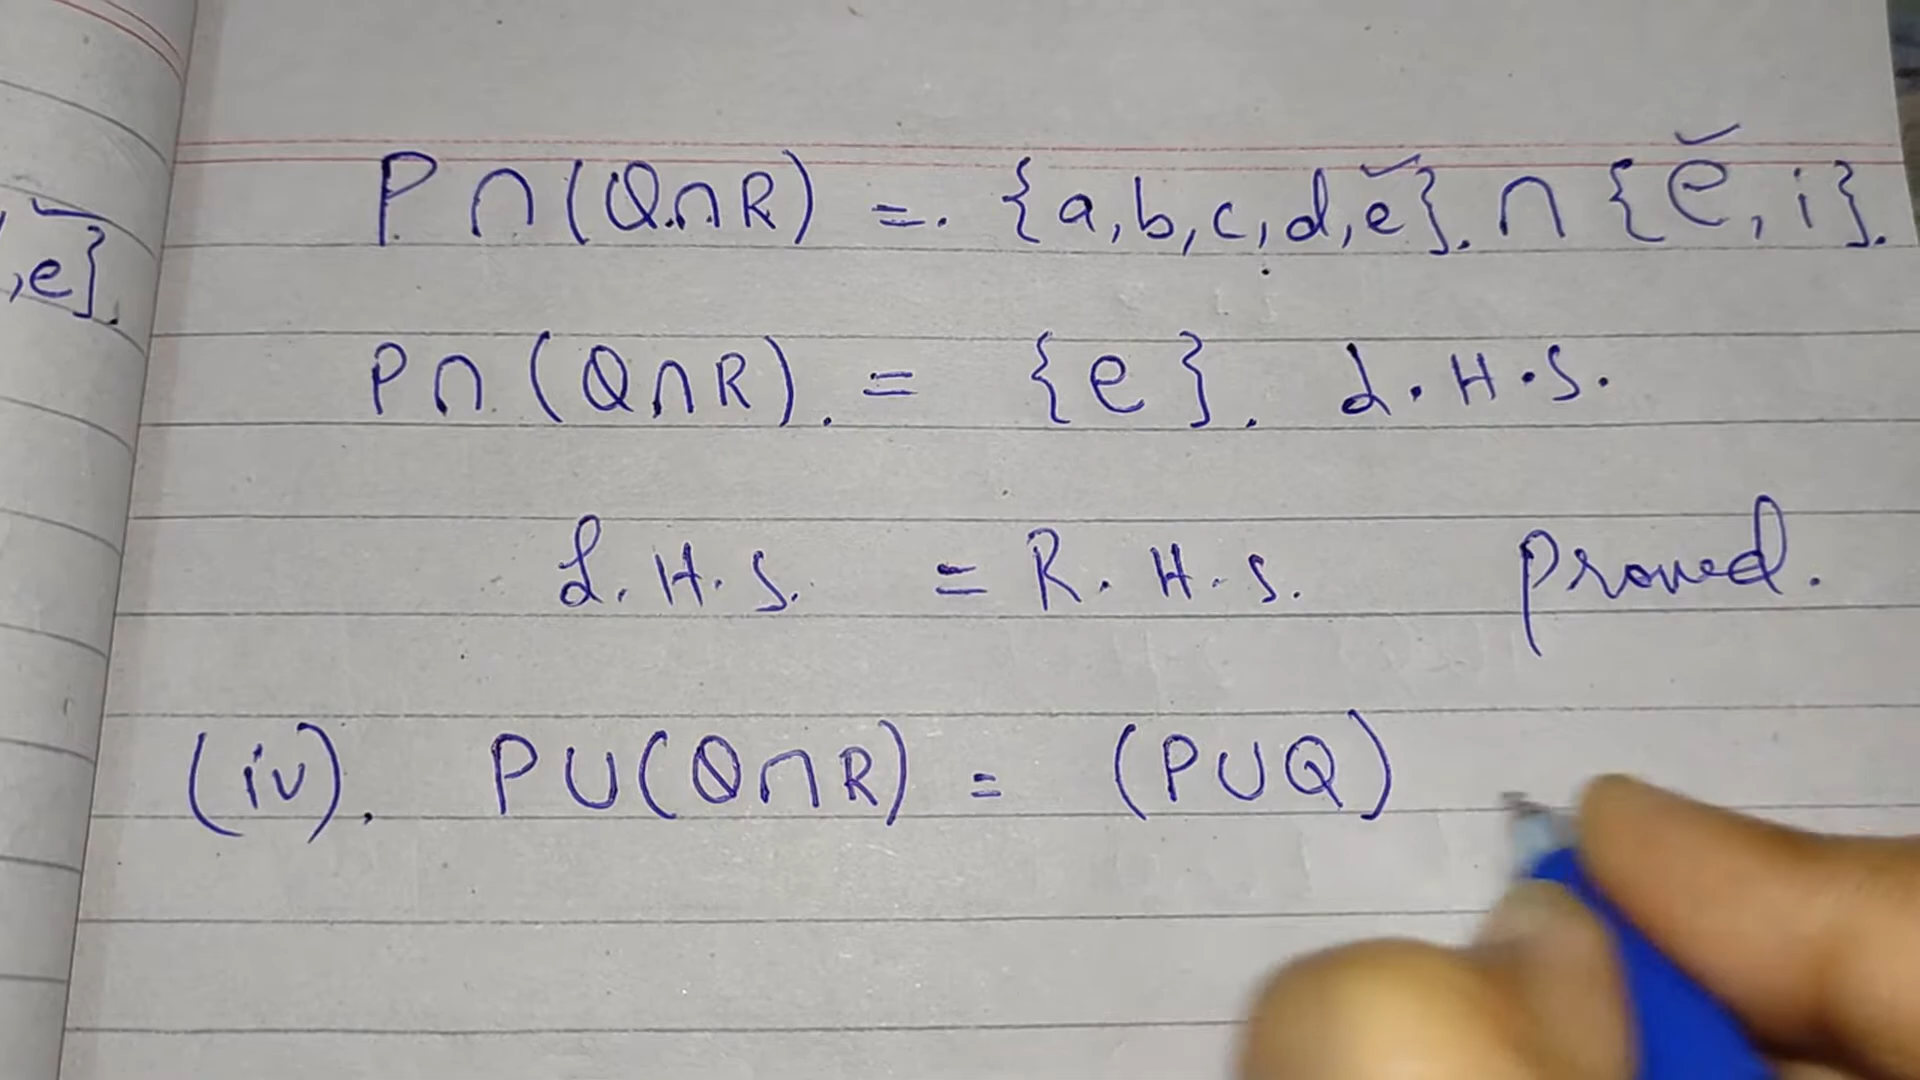 ,e}.
P ∩ (Q∩R) =. {a,b,c,d,e}. ∩ {e, i}.
P∩ (Q∩R). = {e}. L.H.S.
L.H.S. = R.H.S. Proved.
(iv). P∪(Q∩R) = (P∪Q)